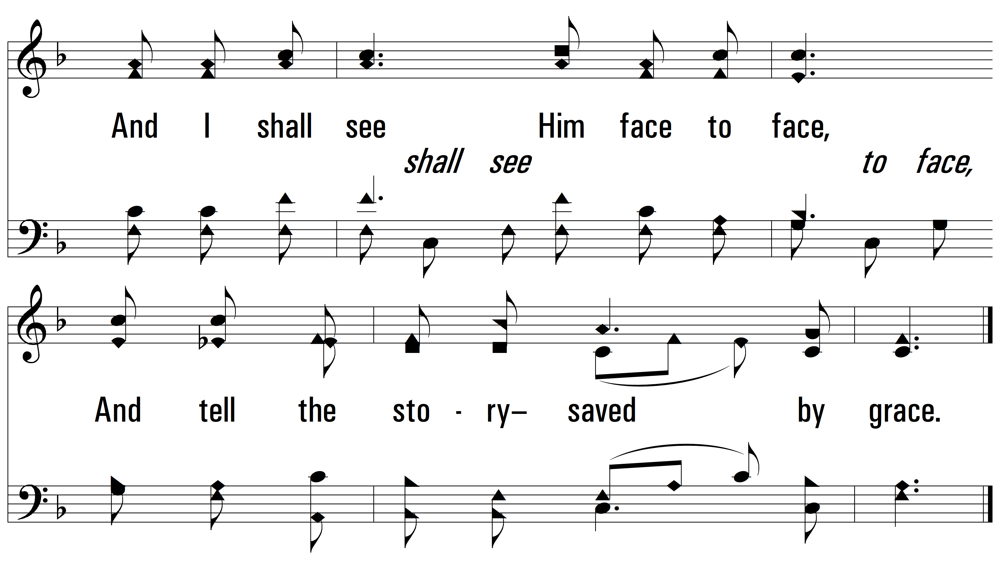 And I shall see Him face to face,
shall see to face,
And tell the sto - ry– saved by grace.